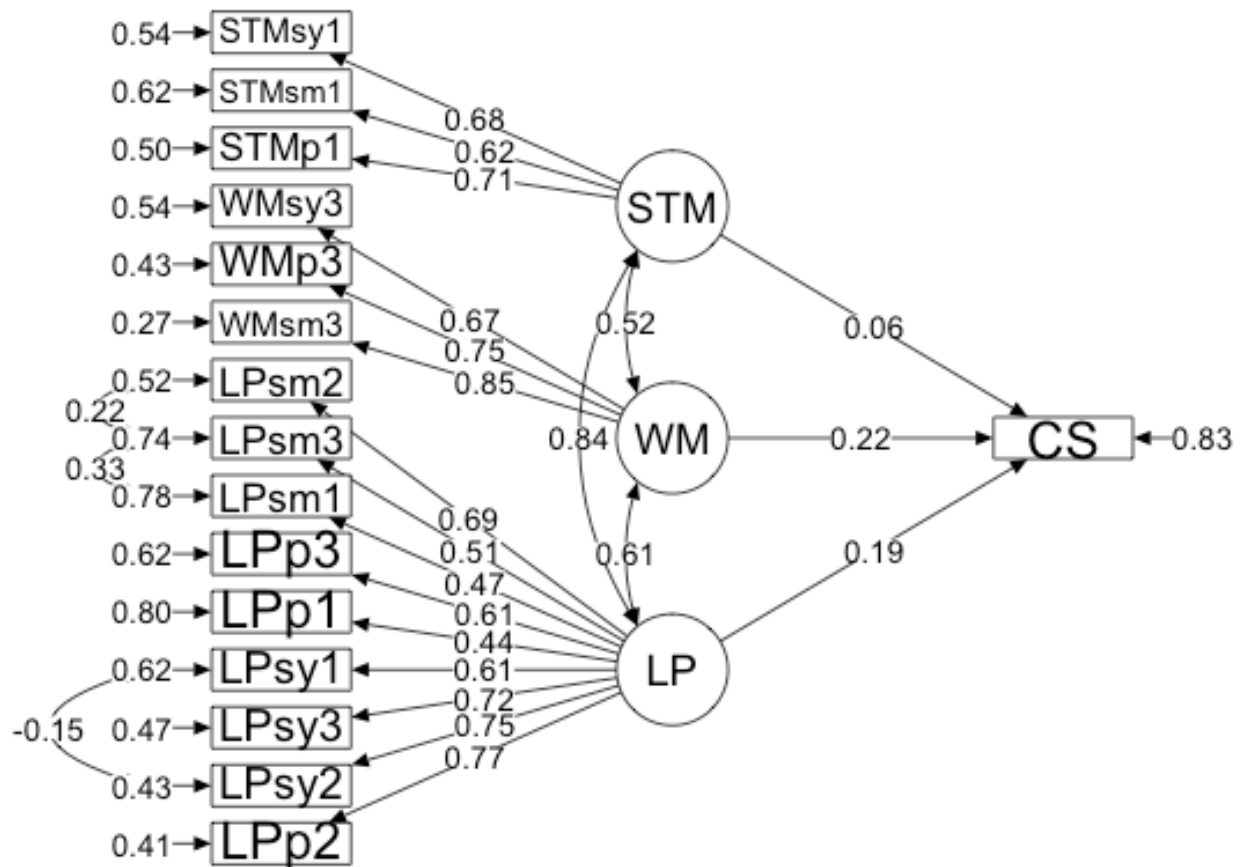 0.54 STMsy1
0.62 STMsm1
0.68
0.50 STMp1
0.62
0.71
0.54 WMsy3
STM
0.43 WMp3
0.27 WMsm3
0.67
0.52
0.06
0.75
0.52 LPsm2
0.85
0.22
0.74 LPsm3
0.84
WM
0.22
CS
0.83
0.33
0.78 LPsm1
0.69
0.62 LPp3
0.51
0.61
0.19
0.47
0.80 LPp1
0.61
0.44
0.62 LPsy1
0.61
LP
-0.15
0.47 LPsy3
0.72
0.75
0.43 LPsy2
0.77
0.41 LPp2